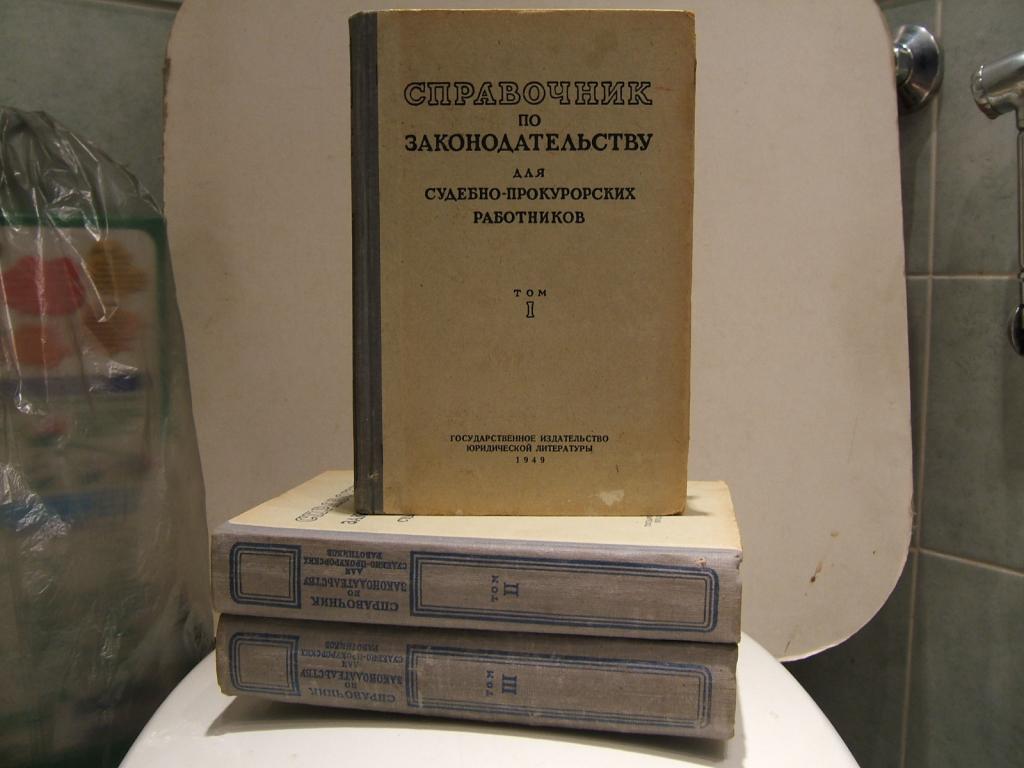 СПРАВОЧНИК
ПО
ЗАКОНОДАТЕЛЬСТВУ
ДЛЯ
СУДЕБНО-ПРОКУРОРСКИХ
РАБОТНИКОВ
ТОМ
I
ГОСУДАРСТВЕННОЕ ИЗДАТЕЛЬСТВО
ЮРИДИЧЕСКОЙ ЛИТЕРАТУРЫ
1949
СПРАВОЧНИК
ПО
ЗАКОНОДАТЕЛЬСТВУ
ДЛЯ
СУДЕБНО-ПРОКУРОРСКИХ
РАБОТНИКОВ
ТОМ
II
СПРАВОЧНИК
ПО
ЗАКОНОДАТЕЛЬСТВУ
ДЛЯ
СУДЕБНО-ПРОКУРОРСКИХ
РАБОТНИКОВ
ТОМ
III